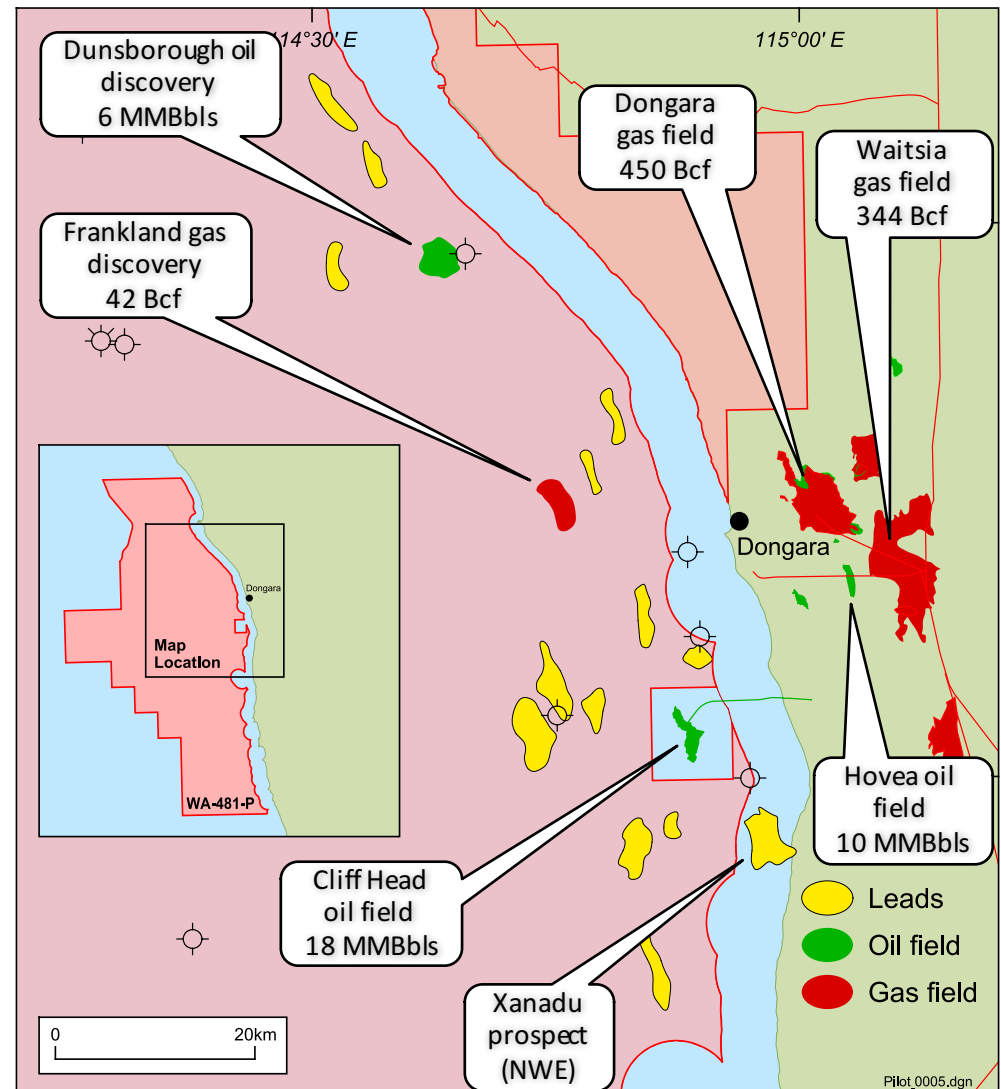 114°30' E
115°00' E
Dunsborough oil
discovery
6 MMBbls
Dongara
gas field
450 Bcf
Waitsia
gas field
344 Bcf
Frankland gas
discovery
42 Bcf
Dongara
Dongara
Map
Location
WA-481-P
Hovea oil
field
10 MMBbls
Cliff Head
oil field
18 MMBbls
Xanadu
prospect
(NWE)
Leads
Oil field
Gas field
0 20km
Pilot_0005.dgn